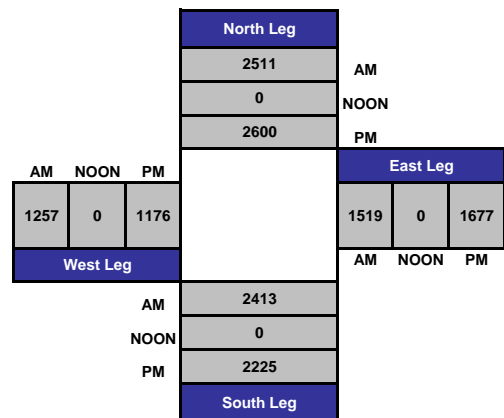 North Leg
2511 AM
0 NOON
2600 PM
AM NOON PM
East Leg
1257 0 1176
1519 0 1677
West Leg
AM NOON PM
AM 2413
NOON 0
PM 2225
South Leg